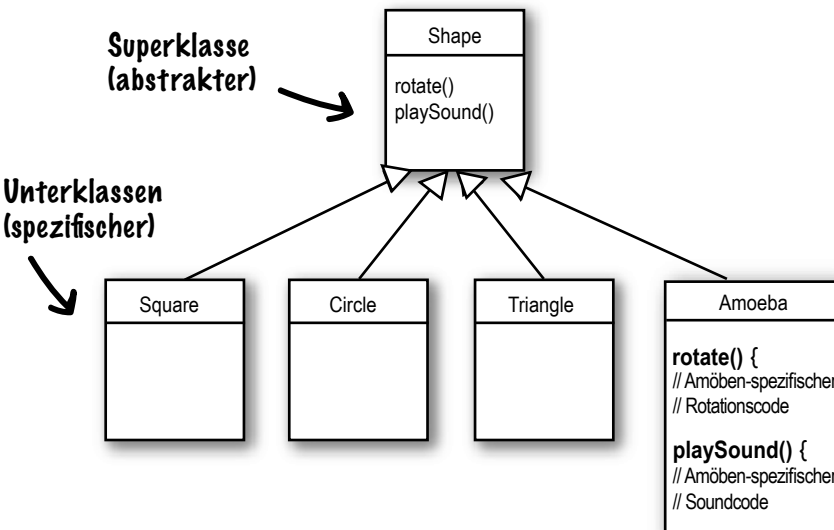 Superklasse
(abstrakter)
Shape
rotate()
playSound()
Unterklassen
(spezifischer)
Square
Circle
Triangle
Amoeba
rotate() {
// Amöben-spezifischer
// Rotationscode
playSound() {
// Amöben-spezifischer
// Soundcode